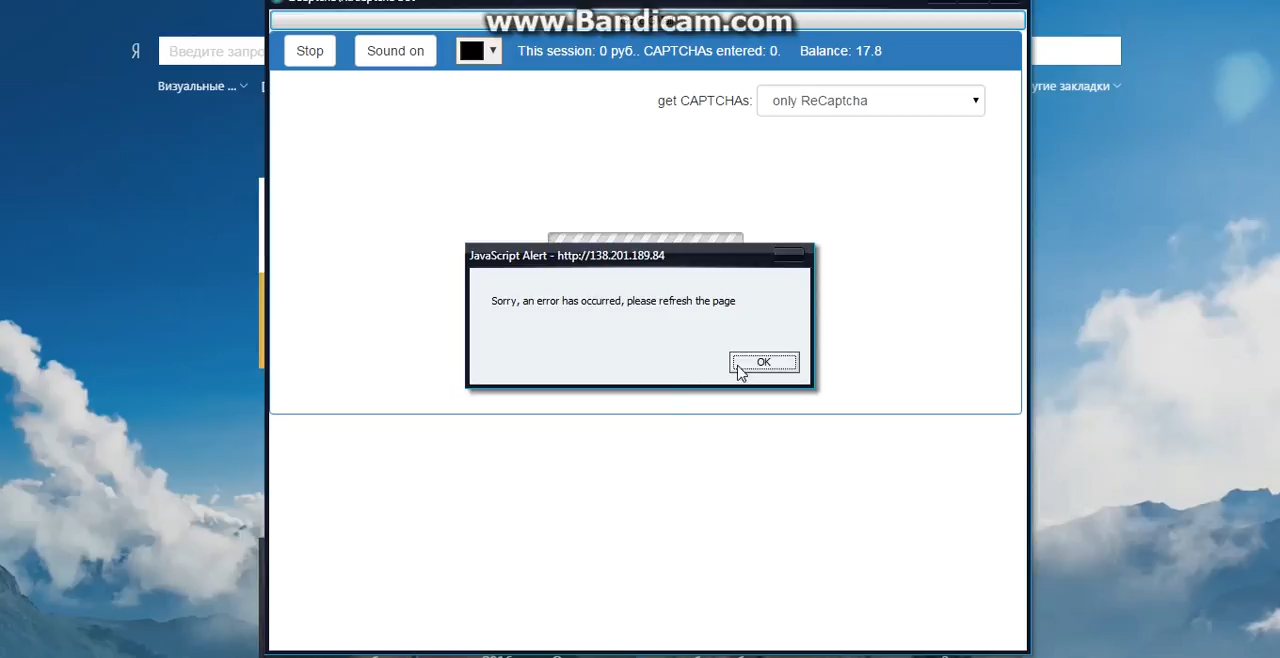 www.Bandicam.com
Я
Введите запро
Stop
Sound on
This session: 0 руб.. CAPTCHAs entered: 0.
Balance: 17.8
Визуальные ...
get CAPTCHAs:
only ReCaptcha
угие закладки
JavaScript Alert - http://138.201.189.84
Sorry, an error has occurred, please refresh the page
OK